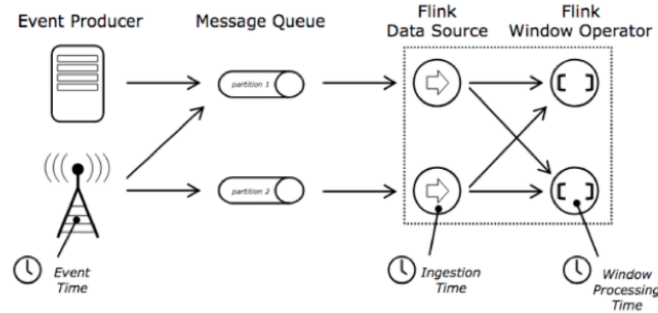 Event Producer
Message Queue
Flink
Data Source
Flink
Window Operator
partition 1
partition 2
Event
Time
Ingestion
Time
Window
Processing
Time